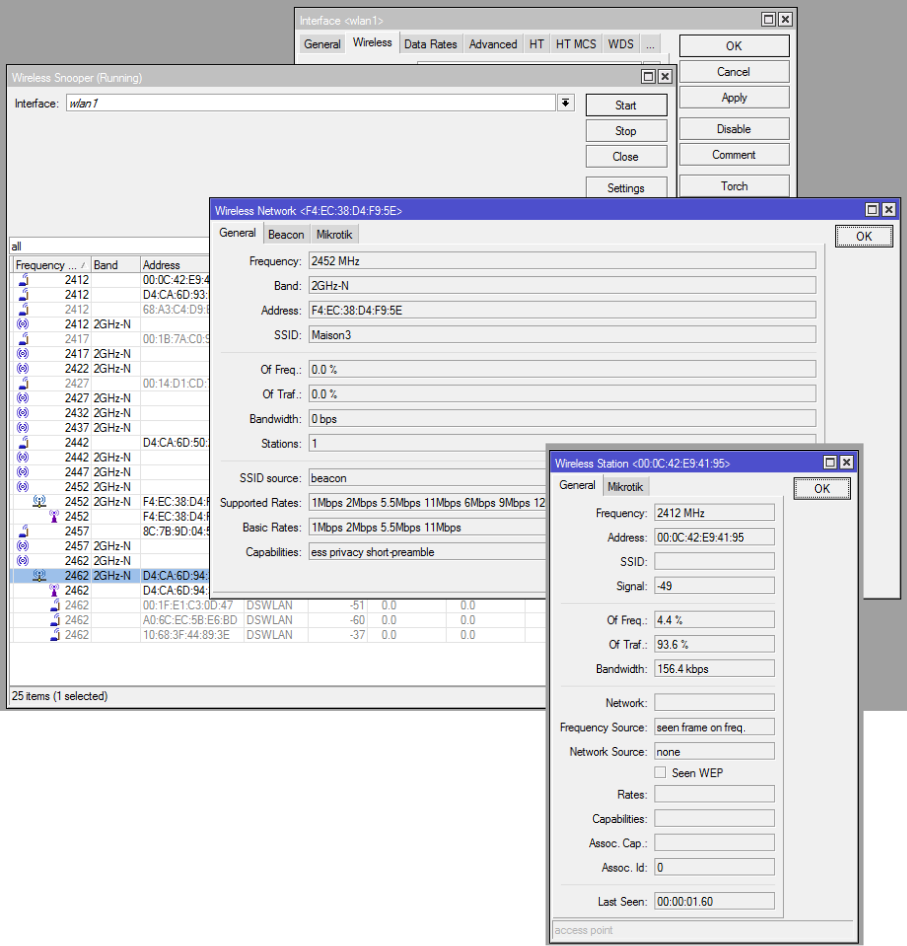 Interface <wlan1>
General Wireless Data Rates Advanced HT HT MCS WDS ...
OK
Cancel
Apply
Disable
Comment
Torch
Wireless Snooper (Running)
Interface: wlan1
Start
Stop
Close
Settings
all
Frequency ... / Band Address
2412 00:0C:42:E9:4
2412 D4:CA:6D:93:
2412 68:A3:C4:D9:
2412 2GHz-N
2417 00:1B:7A:C0:9
2417 2GHz-N
2422 2GHz-N
2427 00:14:D1:CD:
2427 2GHz-N
2432 2GHz-N
2437 2GHz-N
2442 D4:CA:6D:50:
2442 2GHz-N
2447 2GHz-N
2452 2GHz-N
2452 2GHz-N F4:EC:38:D4:F
2452 F4:EC:38:D4:F
2457 8C:7B:9D:04:5
2457 2GHz-N
2462 2GHz-N
2462 2GHz-N D4:CA:6D:94:
2462 D4:CA:6D:94:
2462 00:1F:E1:C3:0D:47 DSWLAN -51 0.0 0.0
2462 A0:6C:EC:5B:E6:BD DSWLAN -60 0.0 0.0
2462 10:68:3F:44:89:3E DSWLAN -37 0.0 0.0
25 items (1 selected)
Wireless Network <F4:EC:38:D4:F9:5E>
General Beacon Mikrotik
OK
Frequency: 2452 MHz
Band: 2GHz-N
Address: F4:EC:38:D4:F9:5E
SSID: Maison3
Of Freq.: 0.0 %
Of Traf.: 0.0 %
Bandwidth: 0 bps
Stations: 1
SSID source: beacon
Supported Rates: 1Mbps 2Mbps 5.5Mbps 11Mbps 6Mbps 9Mbps 12
Basic Rates: 1Mbps 2Mbps 5.5Mbps 11Mbps
Capabilities: ess privacy short-preamble
Wireless Station <00:0C:42:E9:41:95>
General Mikrotik
OK
Frequency: 2412 MHz
Address: 00:0C:42:E9:41:95
SSID:
Signal: -49
Of Freq.: 4.4 %
Of Traf.: 93.6 %
Bandwidth: 156.4 kbps
Network:
Frequency Source: seen frame on freq.
Network Source: none
Seen WEP
Rates:
Capabilities:
Assoc. Cap.:
Assoc. Id: 0
Last Seen: 00:00:01.60
access point